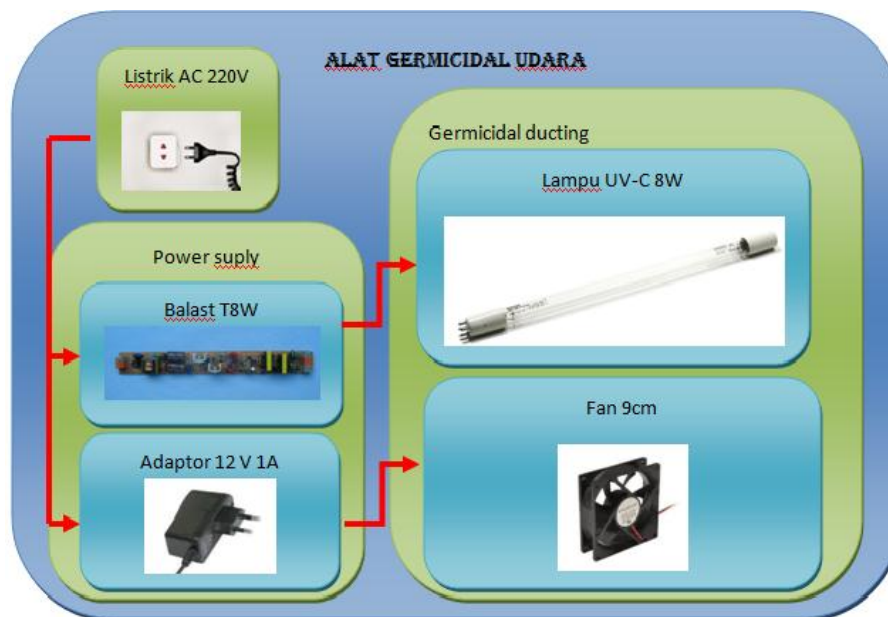 ALAT GERMICIDAL UDARA
Listrik AC 220V
Power suply
Balast T8W
Adaptor 12 V 1A
Germicidal ducting
Lampu UV-C 8W
Fan 9cm